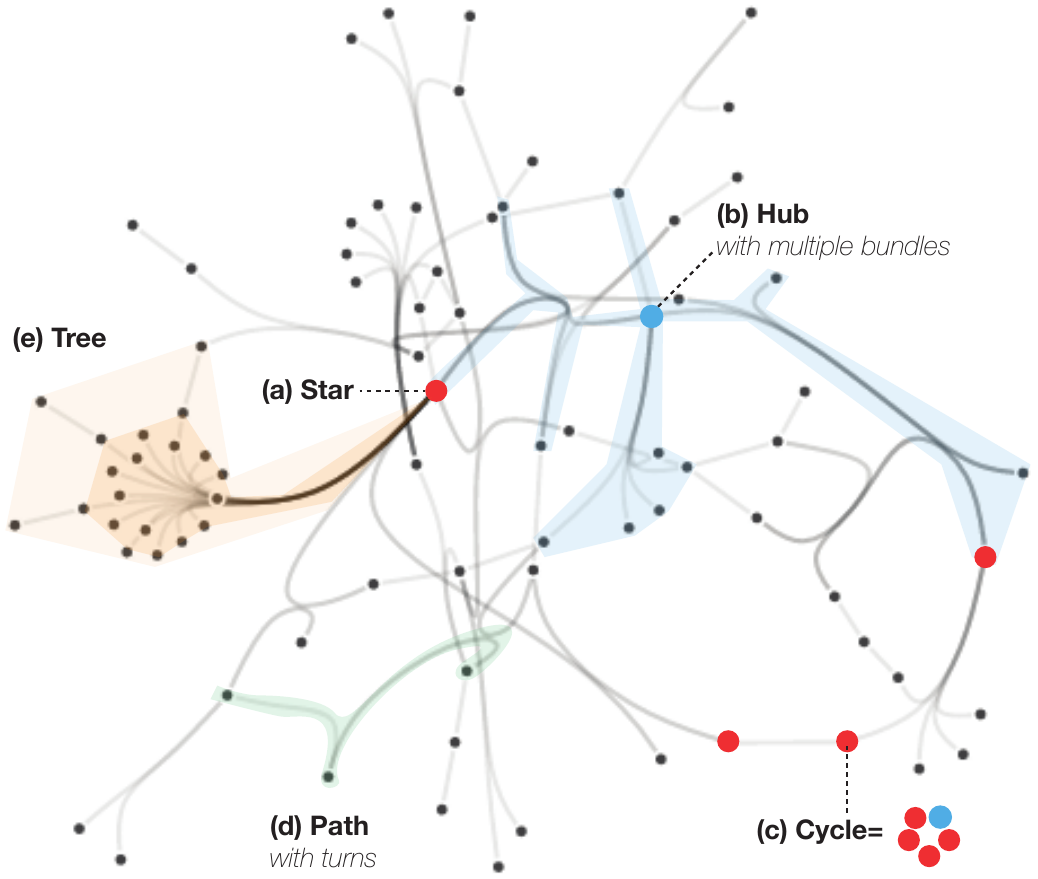 (b) Hub
with multiple bundles
(e) Tree
(a) Star
(d) Path
with turns
(c) Cycle=